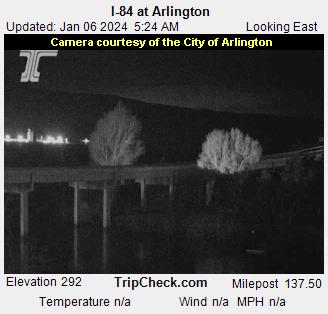 I-84 at Arlington
Updated: Jan 06 2024  5:24 AM Looking East
Camera courtesy of the City of Arlington
Elevation 292 TripCheck.com Milepost 137.50
Temperature n/a Wind n/a MPH n/a